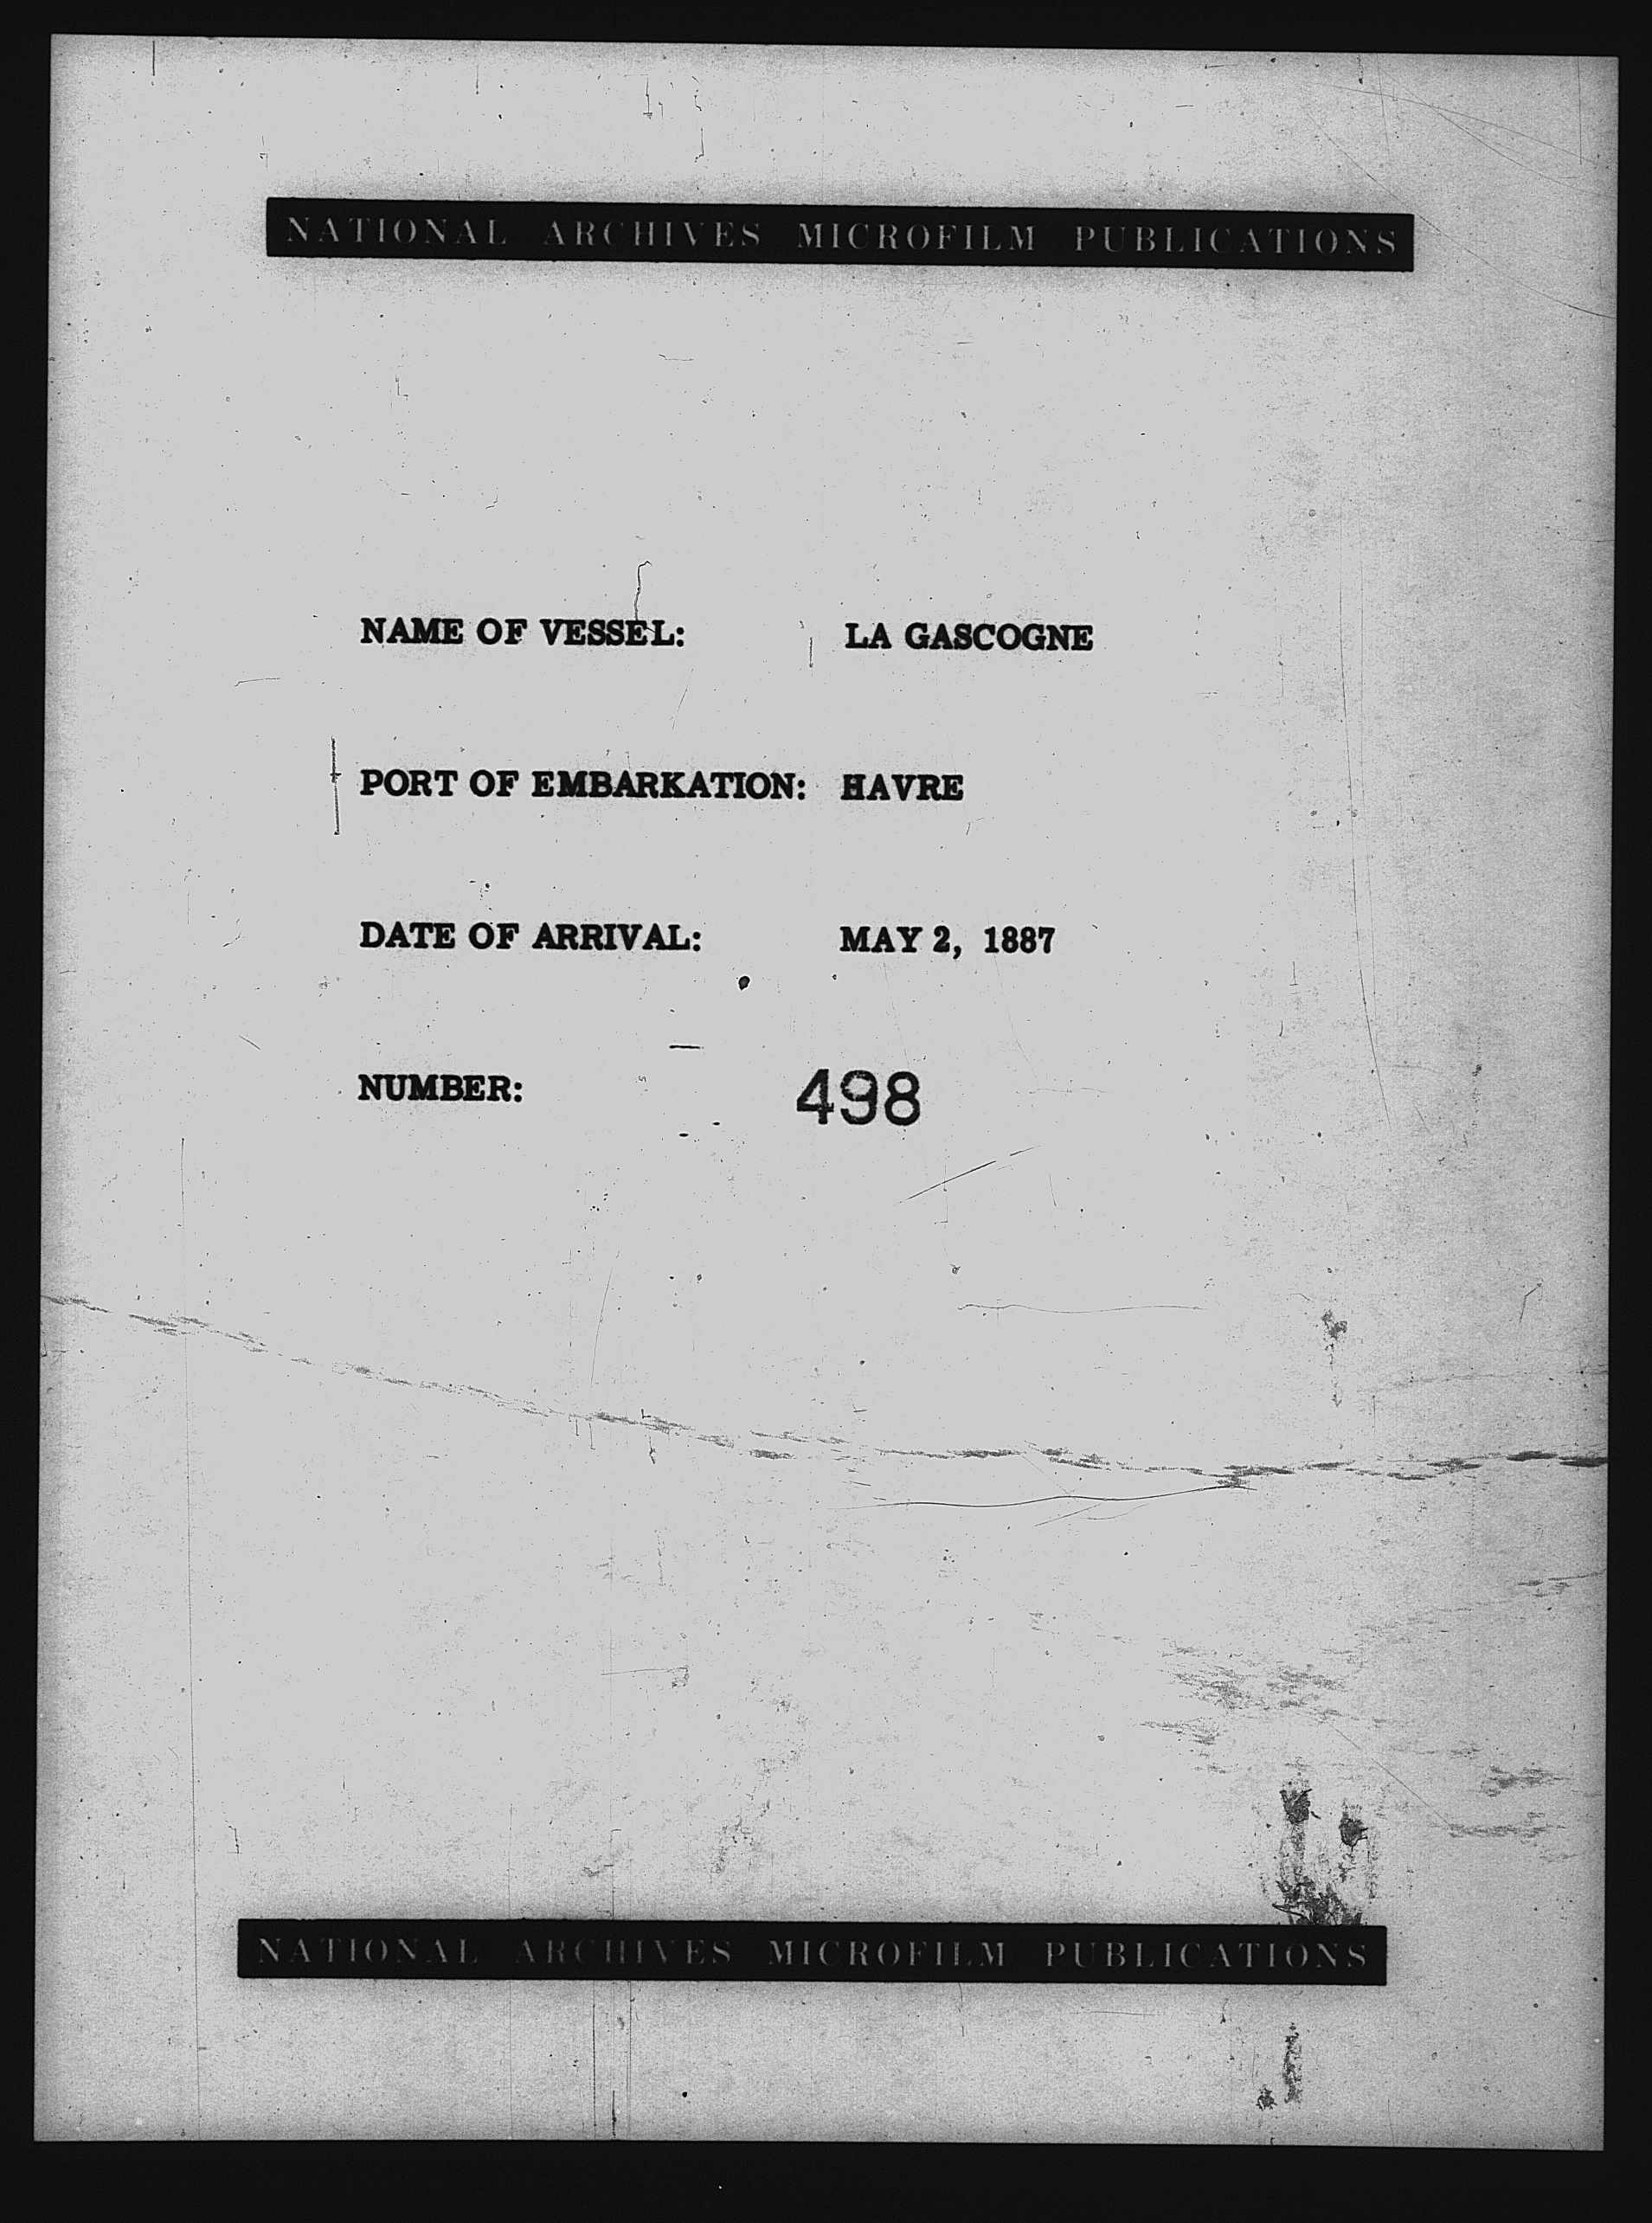 NATIONAL ARCHIVES MICROFILM PUBLICATIONS
NAME OF VESSEL: LA GASCOGNE
PORT OF EMBARKATION: HAVRE
DATE OF ARRIVAL: MAY 2, 1887
NUMBER: 498
NATIONAL ARCHIVES MICROFILM PUBLICATIONS